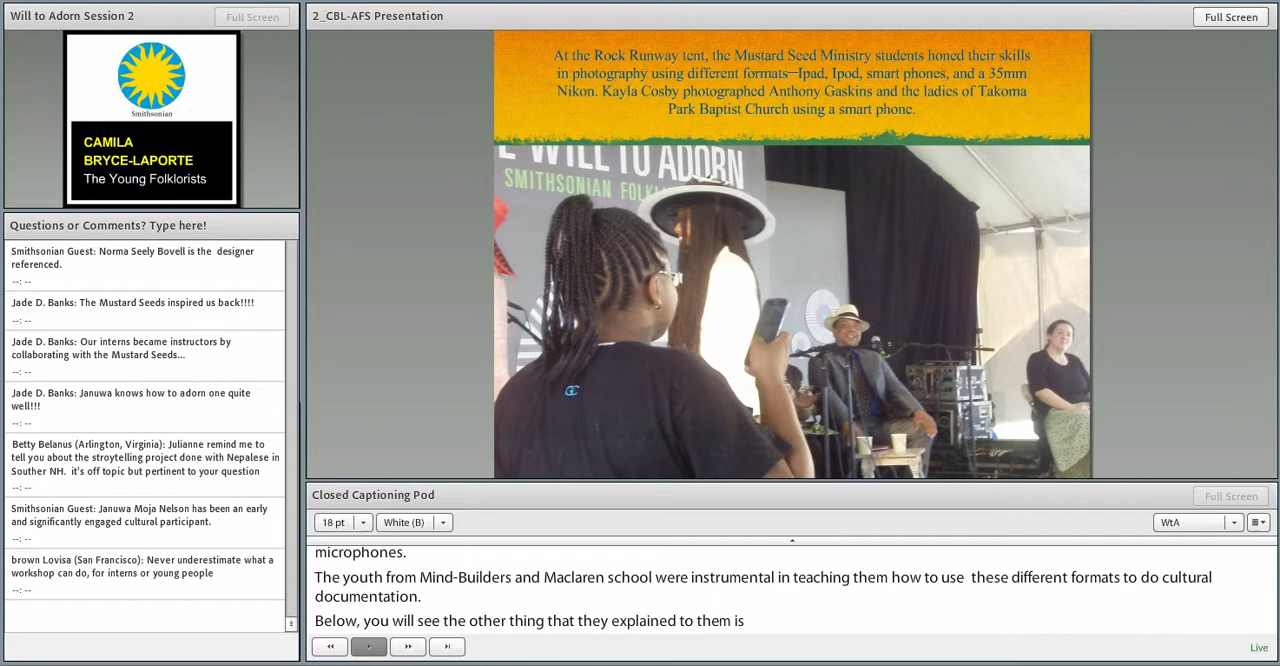 Will to Adorn Session 2
Full Screen
Smithsonian
CAMILA
BRYCE-LAPORTE
The Young Folklorists
Questions or Comments? Type here!
Smithsonian Guest: Norma Seely Bovell is the designer
referenced.
--: --
Jade D. Banks: The Mustard Seeds inspired us back!!!!
--: --
Jade D. Banks: Our interns became instructors by
collaborating with the Mustard Seeds...
--: --
Jade D. Banks: Januwa knows how to adorn one quite
well!!!
--: --
Betty Belanus (Arlington, Virginia): Julianne remind me to
tell you about the stroytelling project done with Nepalese in
Souther NH. it's off topic but pertinent to your question
--: --
Smithsonian Guest: Januwa Moja Nelson has been an early
and significantly engaged cultural participant.
--: --
brown Lovisa (San Francisco): Never underestimate what a
workshop can do, for interns or young people
--: --
2_CBL-AFS Presentation
Full Screen
At the Rock Runway tent, the Mustard Seed Ministry students honed their skills
in photography using different formats—Ipad, Ipod, smart phones, and a 35mm
Nikon. Kayla Cosby photographed Anthony Gaskins and the ladies of Takoma
Park Baptist Church using a smart phone.
E WILL TO ADORN
SMITHSONIAN FOLKL
Closed Captioning Pod
Full Screen
18 pt
White (B)
WtA
microphones.
The youth from Mind-Builders and Maclaren school were instrumental in teaching them how to use these different formats to do cultural
documentation.
Below, you will see the other thing that they explained to them is
Live